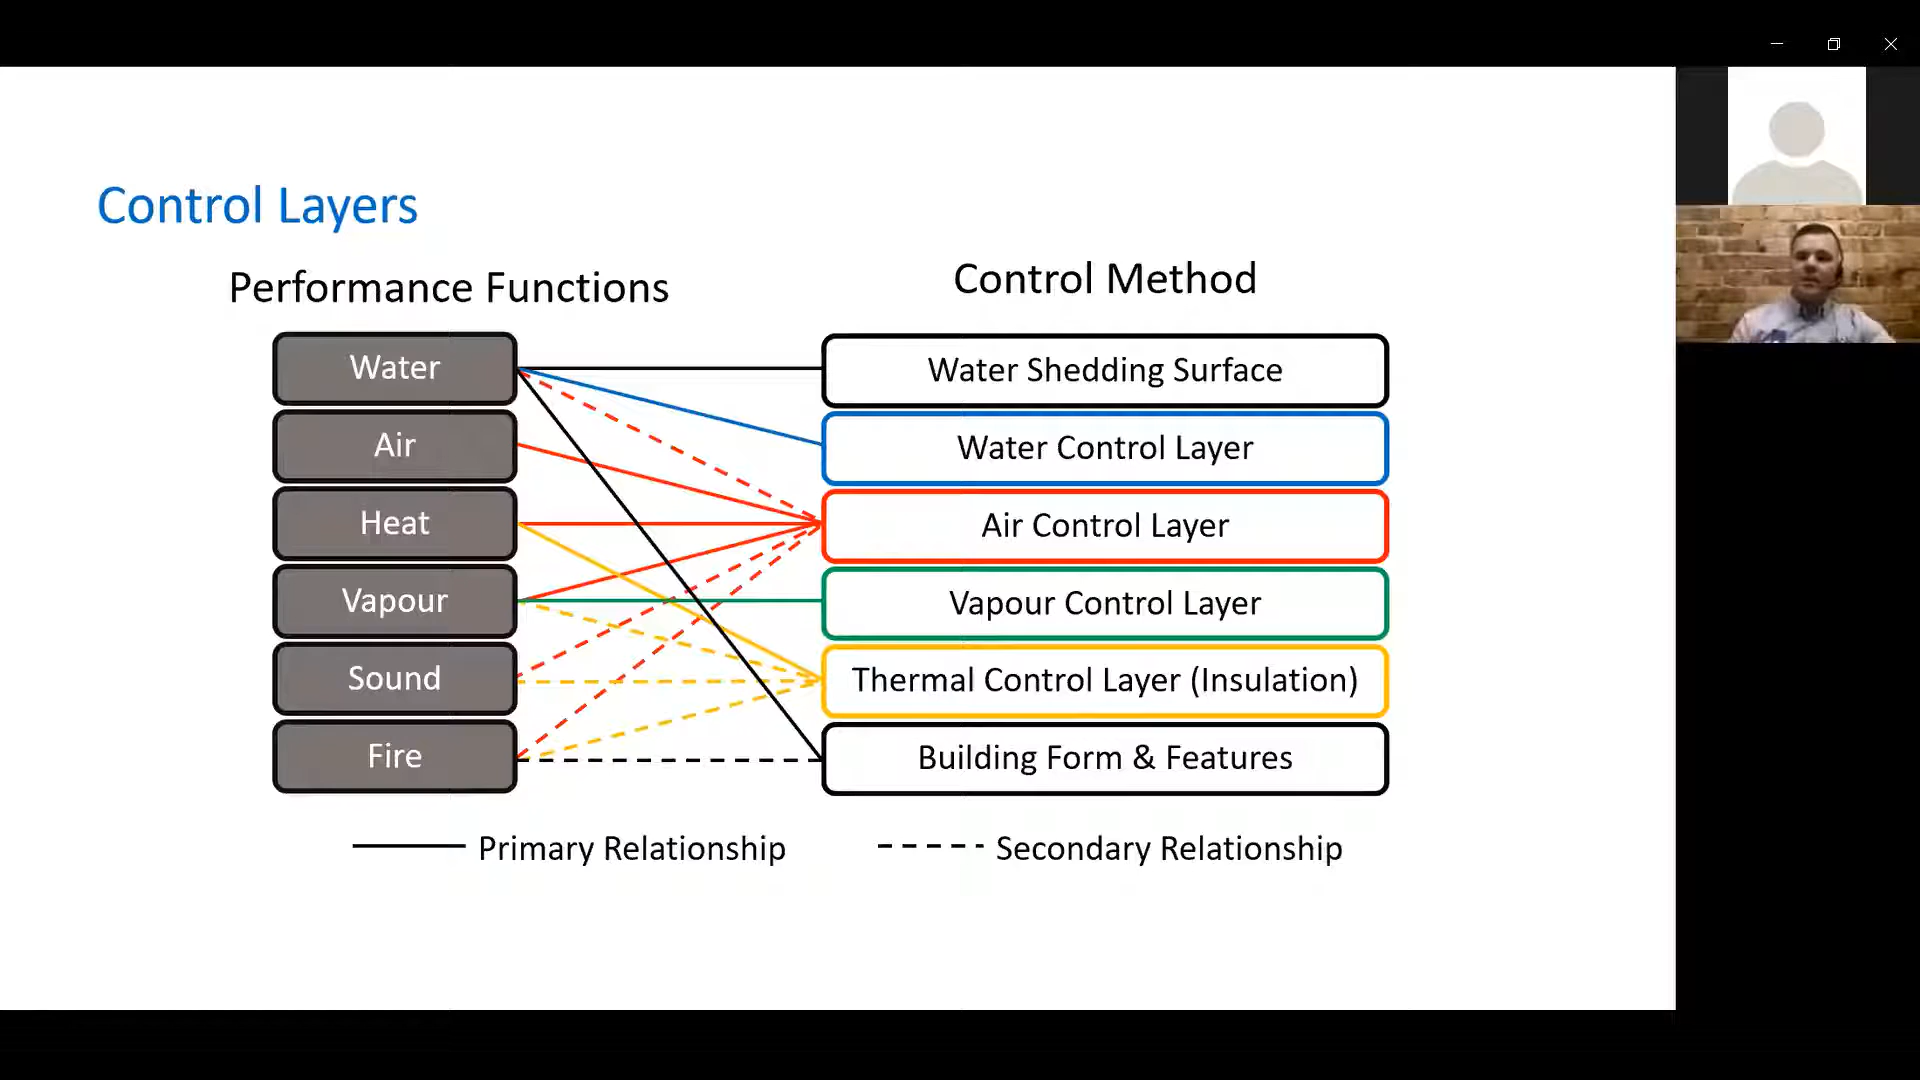 Control Layers
Performance Functions
Control Method
Water
Water Shedding Surface
Air
Water Control Layer
Heat
Air Control Layer
Vapour
Vapour Control Layer
Sound
Thermal Control Layer (Insulation)
Fire
Building Form & Features
Primary Relationship
Secondary Relationship